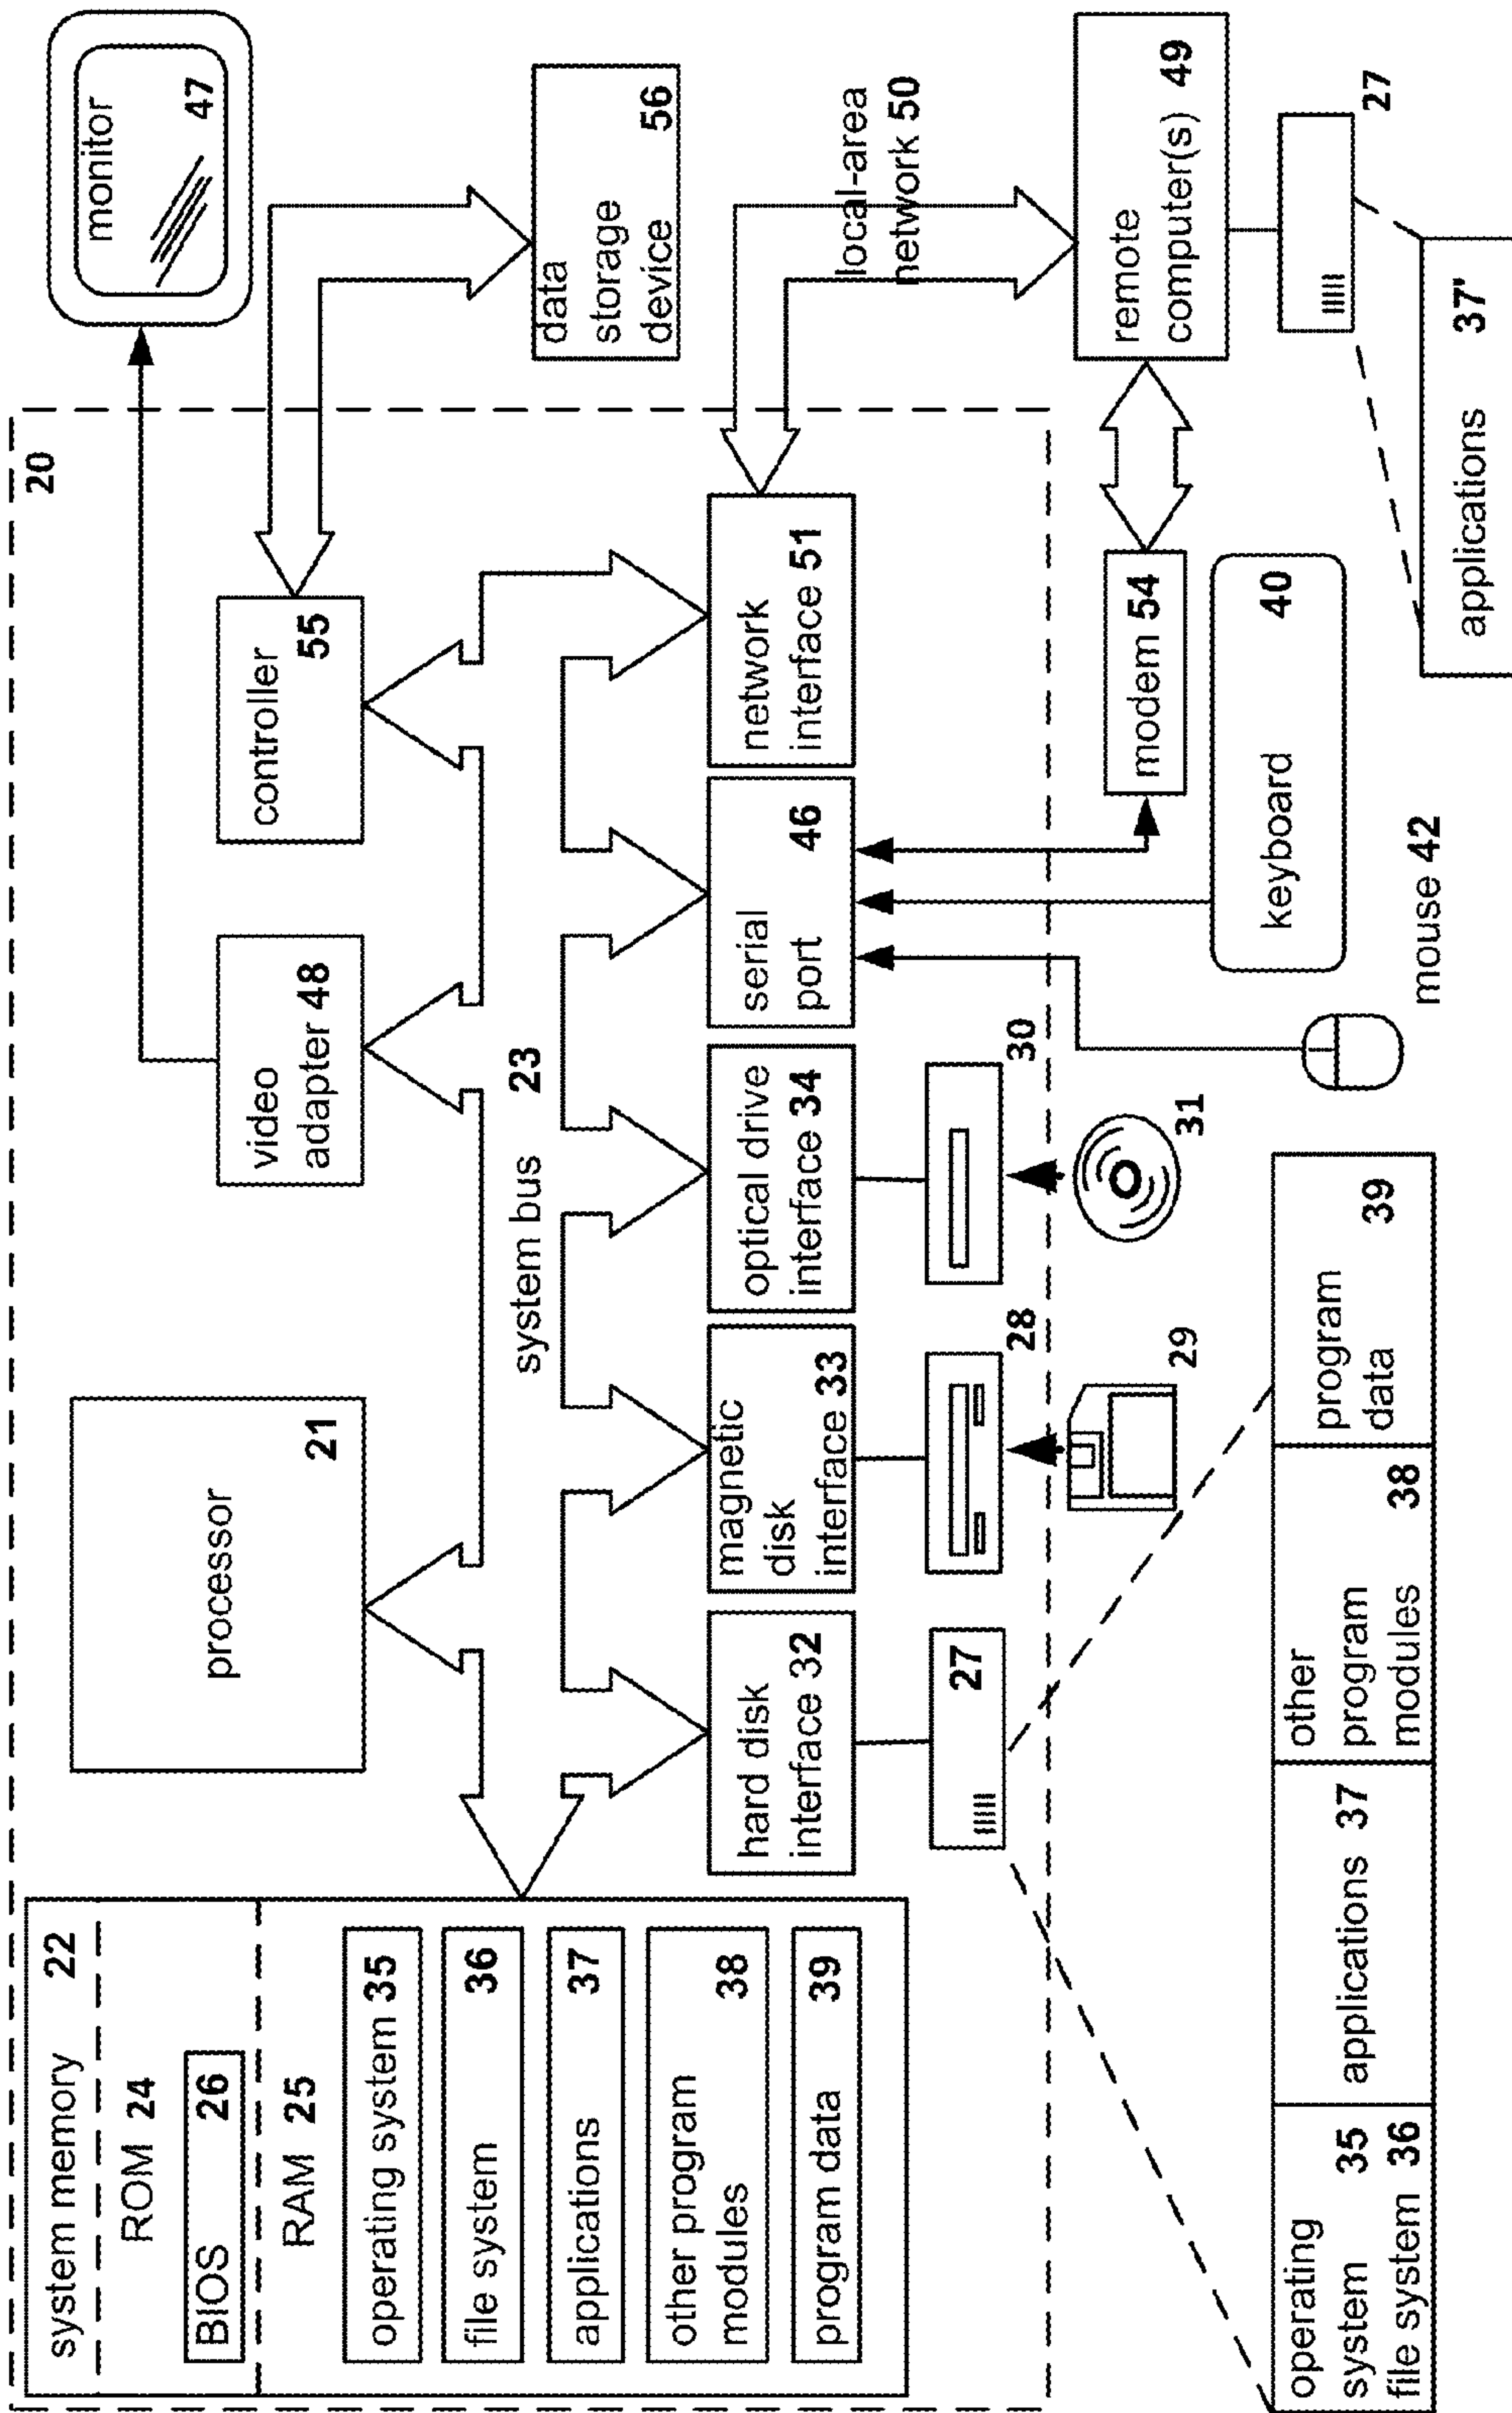 20
system memory 22
ROM 24
BIOS 26
RAM 25
operating system 35
file system 36
applications 37
other program
modules 38
program data 39
processor
21
video
adapter 48
controller
55
monitor
47
system bus 23
data
storage
device 56
hard disk
interface 32
magnetic
disk
interface 33
optical drive
interface 34
serial
port 46
network
interface 51
local-area
network 50
27
28
30
29
31
modem 54
remote
computer(s) 49
keyboard 40
mouse 42
27
operating
system 35
file system 36
applications 37
other
program
modules 38
program
data 39
applications 37'